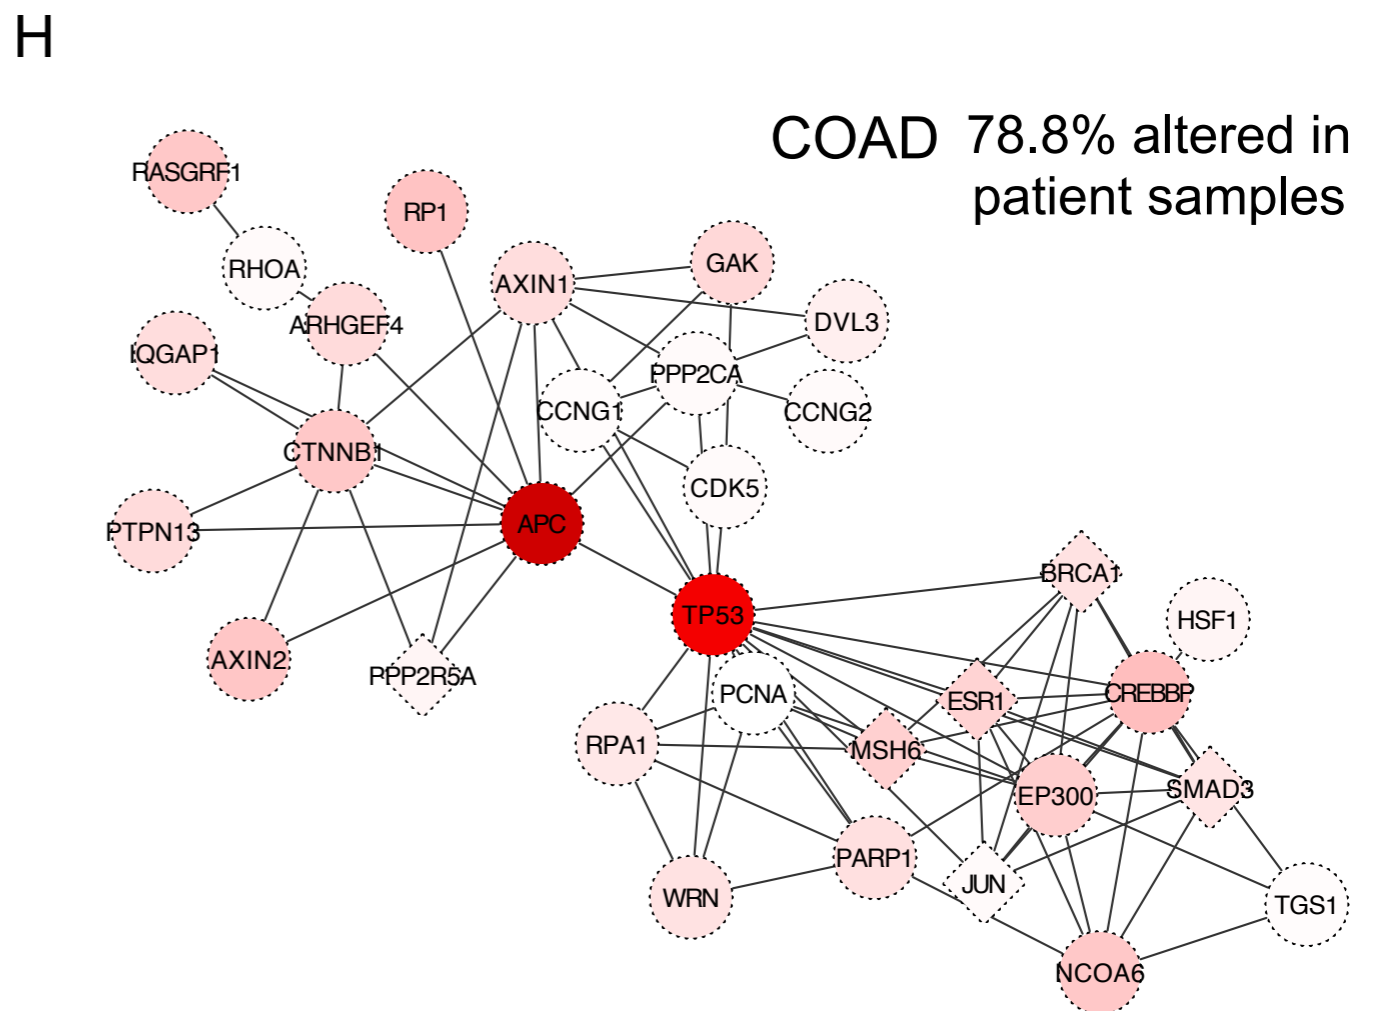 H
COAD 78.8% altered in
patient samples
RASGRF1
RP1
RHOA
GAK
AXIN1
ARHGEF4
DVL3
IQGAP1
PPP2CA
CCNG1
CCNG2
CTNNB1
CDK5
APC
PTPN13
BRCA1
TP53
HSF1
AXIN2
PPP2R5A
PCNA
ESR1
CREBBP
RPA1
MSH6
EP300
SMAD3
PARP1
JUN
WRN
TGS1
NCOA6